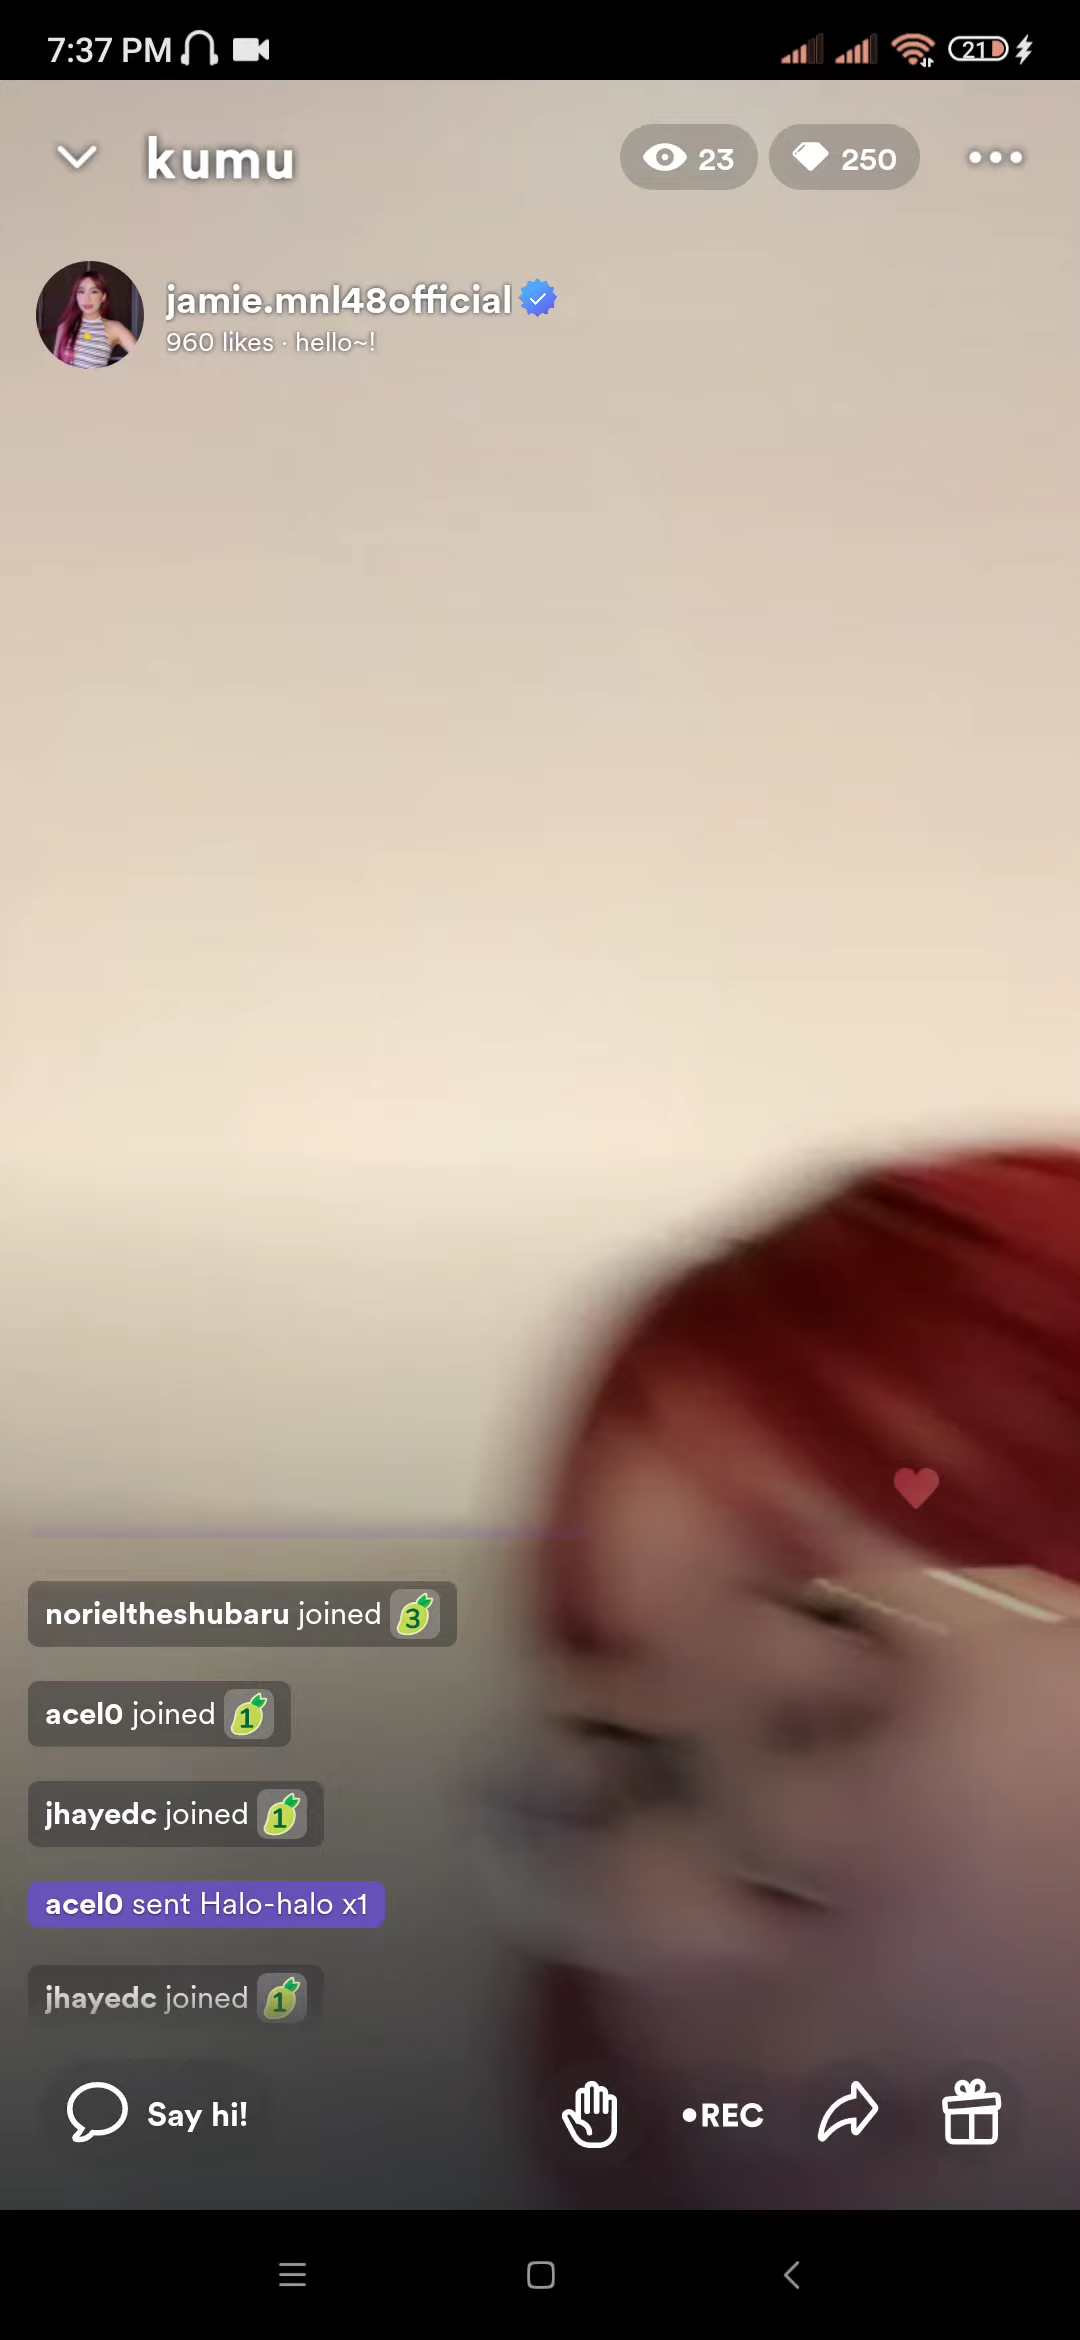 7:37 PM
21
kumu
23
250
jamie.mnl48official
960 likes · hello~!
norieltheshubaru joined 3
acel0 joined 1
jhayedc joined 1
acel0 sent Halo-halo x1
jhayedc joined 1
Say hi!
•REC